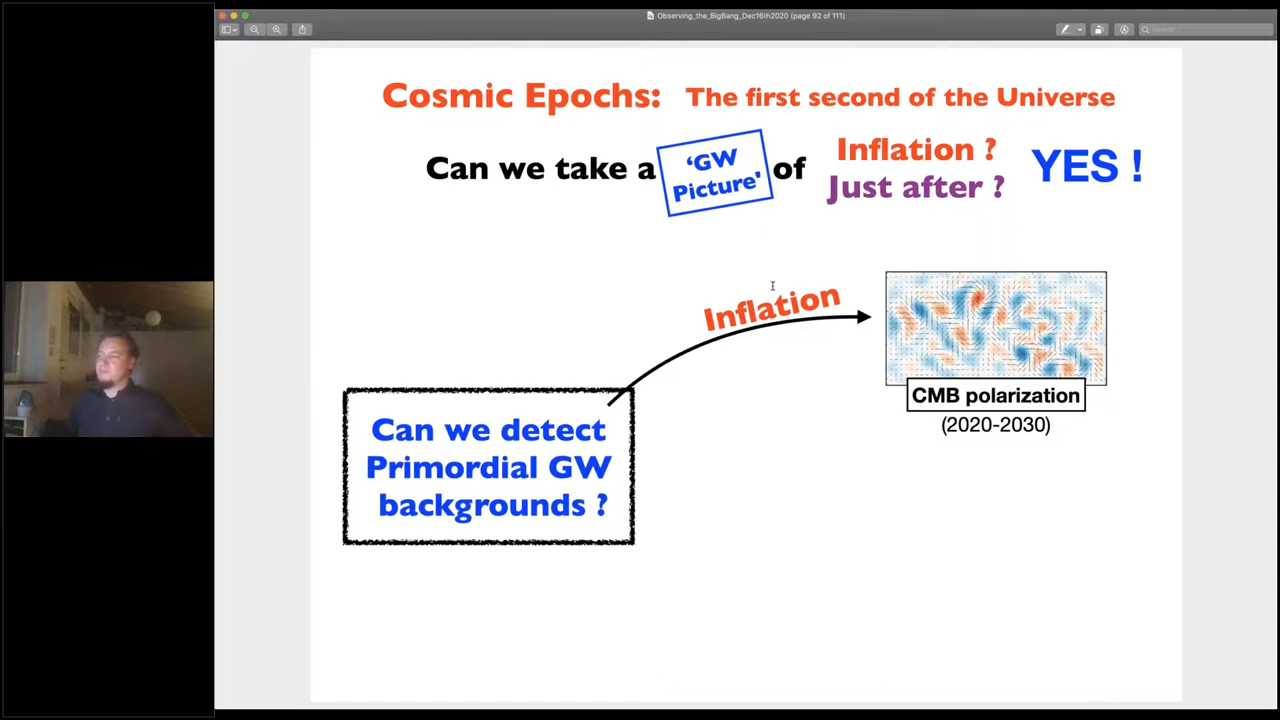 Observing_the_BigBang_Dec16th2020 (page 92 of 111)
Search
Cosmic Epochs: The first second of the Universe
Can we take a 'GW Picture' of Inflation ? Just after ? YES !
Inflation
CMB polarization
(2020-2030)
Can we detect
Primordial GW
backgrounds ?